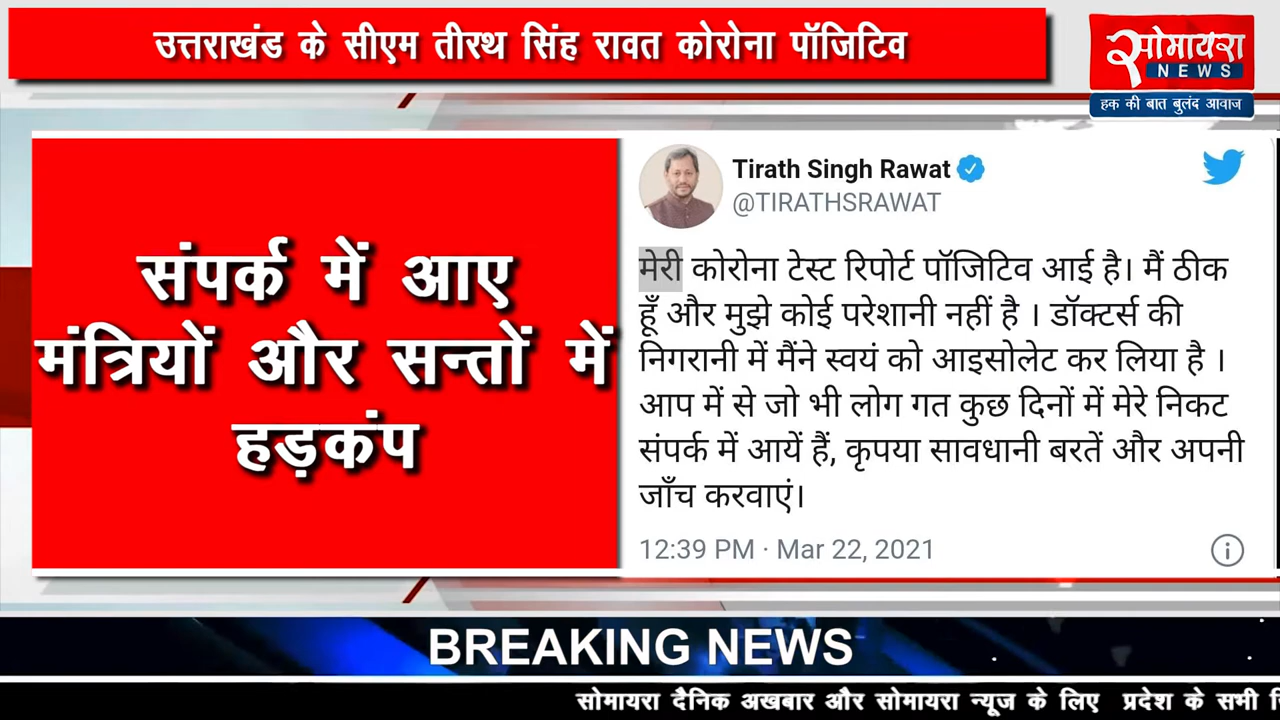 उत्तराखंड के सीएम तीरथ सिंह रावत कोरोना पॉजिटिव
सोमायरा
NEWS
हक की बात बुलंद आवाज
संपर्क में आए
मंत्रियों और सन्तों में
हड़कंप
Tirath Singh Rawat
@TIRATHSRAWAT
मेरी कोरोना टेस्ट रिपोर्ट पॉजिटिव आई है। मैं ठीक
हूँ और मुझे कोई परेशानी नहीं है । डॉक्टर्स की
निगरानी में मैंने स्वयं को आइसोलेट कर लिया है ।
आप में से जो भी लोग गत कुछ दिनों में मेरे निकट
संपर्क में आयें हैं, कृपया सावधानी बरतें और अपनी
जाँच करवाएं।
12:39 PM · Mar 22, 2021
BREAKING NEWS
सोमायरा दैनिक अखबार और सोमायरा न्यूज के लिए प्रदेश के सभी